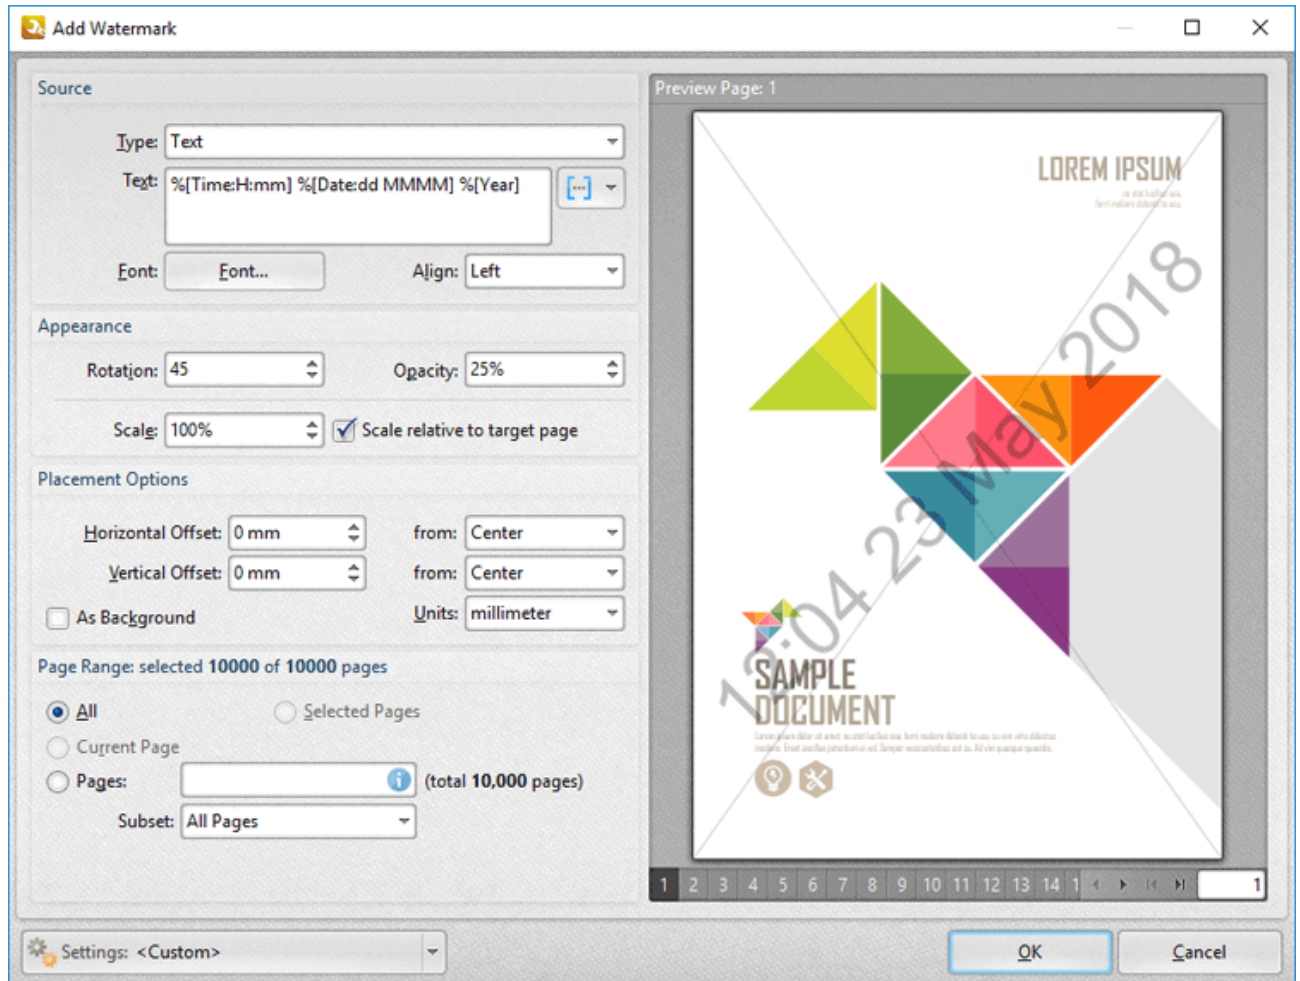 Add Watermark
Source
Type: Text
Text: %[Time:H:mm] %[Date:dd MMMM] %[Year]
Font: Font... Align: Left
Appearance
Rotation: 45 Opacity: 25%
Scale: 100% Scale relative to target page
Placement Options
Horizontal Offset: 0 mm from: Center
Vertical Offset: 0 mm from: Center
As Background Units: millimeter
Page Range: selected 10000 of 10000 pages
All Selected Pages
Current Page
Pages: (total 10,000 pages)
Subset: All Pages
Preview Page: 1
LOREM IPSUM
12:04 23 May 2018
SAMPLE
DOCUMENT
1 2 3 4 5 6 7 8 9 10 11 12 13 14 1 1
Settings: <Custom> OK Cancel